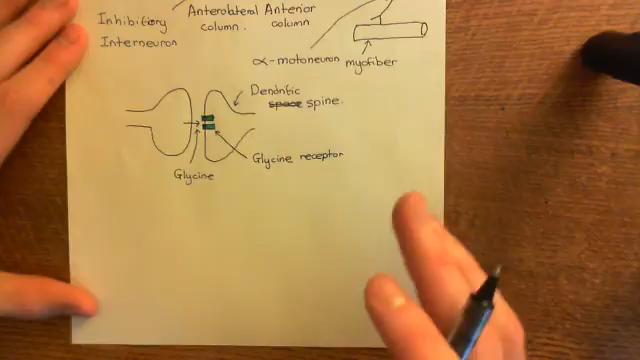 Inhibitory
Interneuron
Anterolateral
column.
Anterior
column
α-motoneuron
myofiber
Dendritic
space spine.
Glycine receptor
Glycine